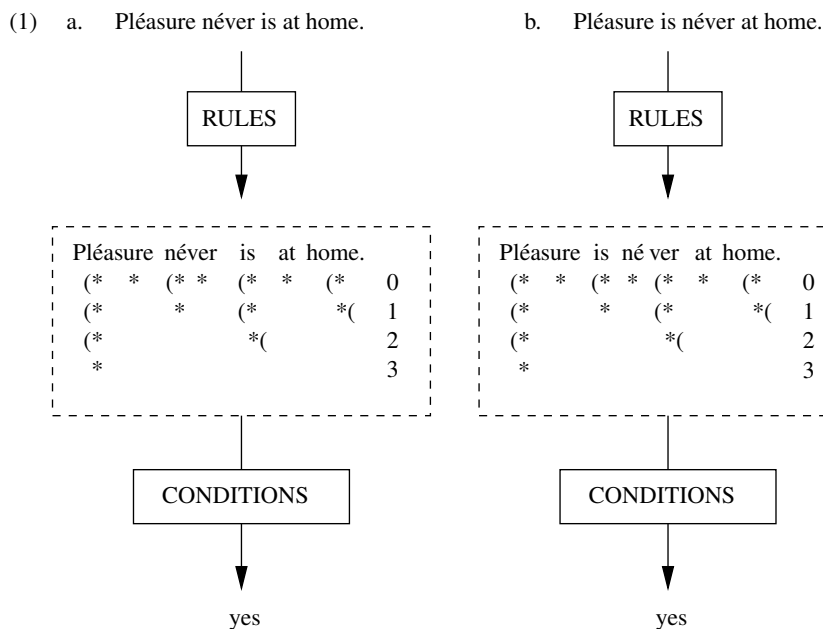 (1) a. Pléasure néver is at home. b. Pléasure is néver at home.
RULES RULES
Pléasure néver is at home. Pléasure is né ver at home.
(* * (* * (* * (* 0 (* * (* * (* * (* 0
(* * (* *( 1 (* * (* *( 1
(* *( 2 (* *( 2
* 3 * 3
CONDITIONS CONDITIONS
yes yes